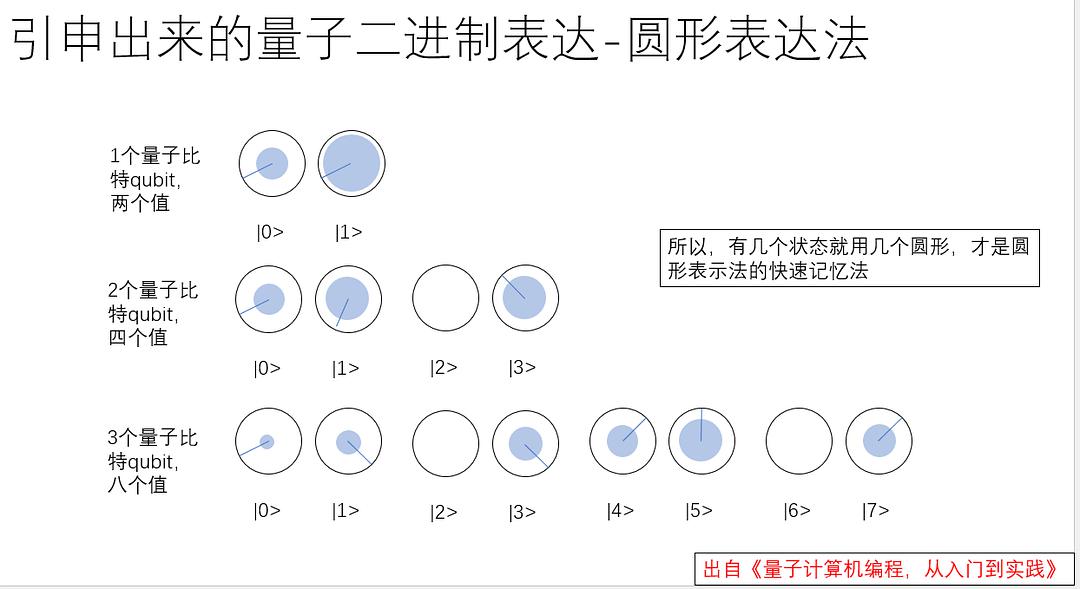 引申出来的量子二进制表达-圆形表达法
1个量子比
特qubit,
两个值
|0> |1>
所以，有几个状态就用几个圆形，才是圆
形表示法的快速记忆法
2个量子比
特qubit,
四个值
|0> |1> |2> |3>
3个量子比
特qubit,
八个值
|0> |1> |2> |3> |4> |5> |6> |7>
出自《量子计算机编程，从入门到实践》